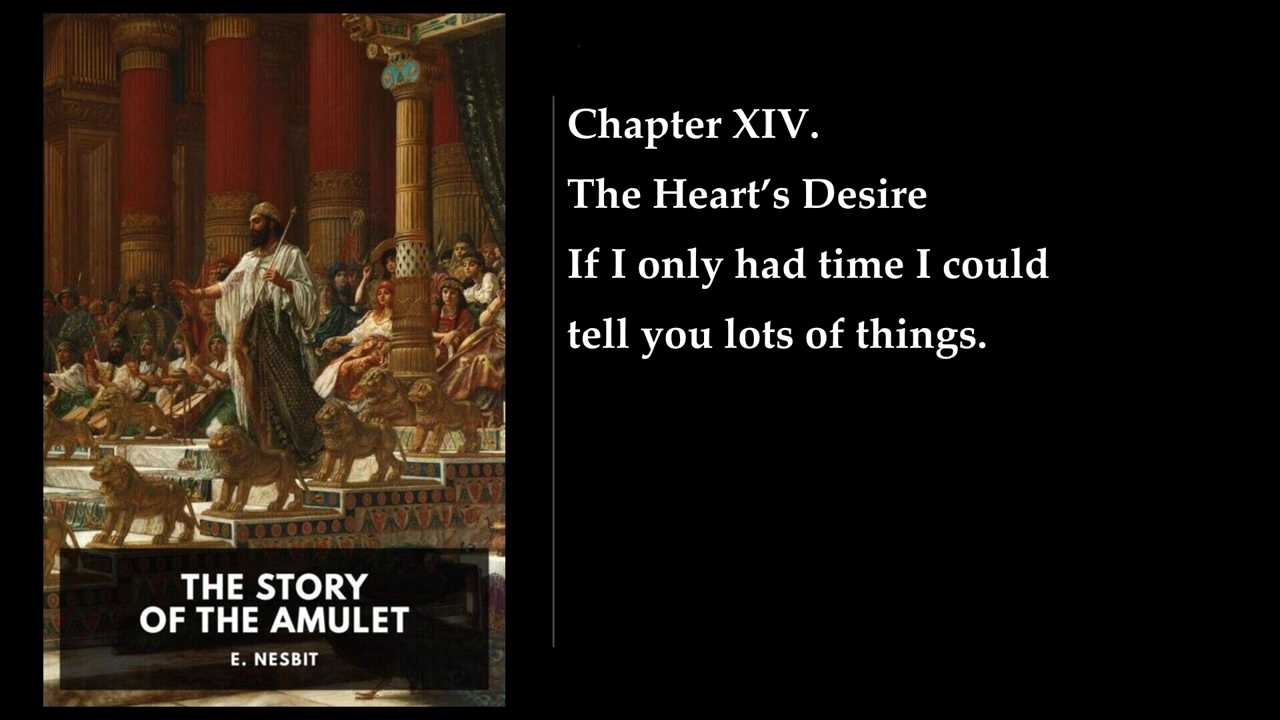 THE STORY
OF THE AMULET
E. NESBIT
Chapter XIV.
The Heart’s Desire
If I only had time I could
tell you lots of things.